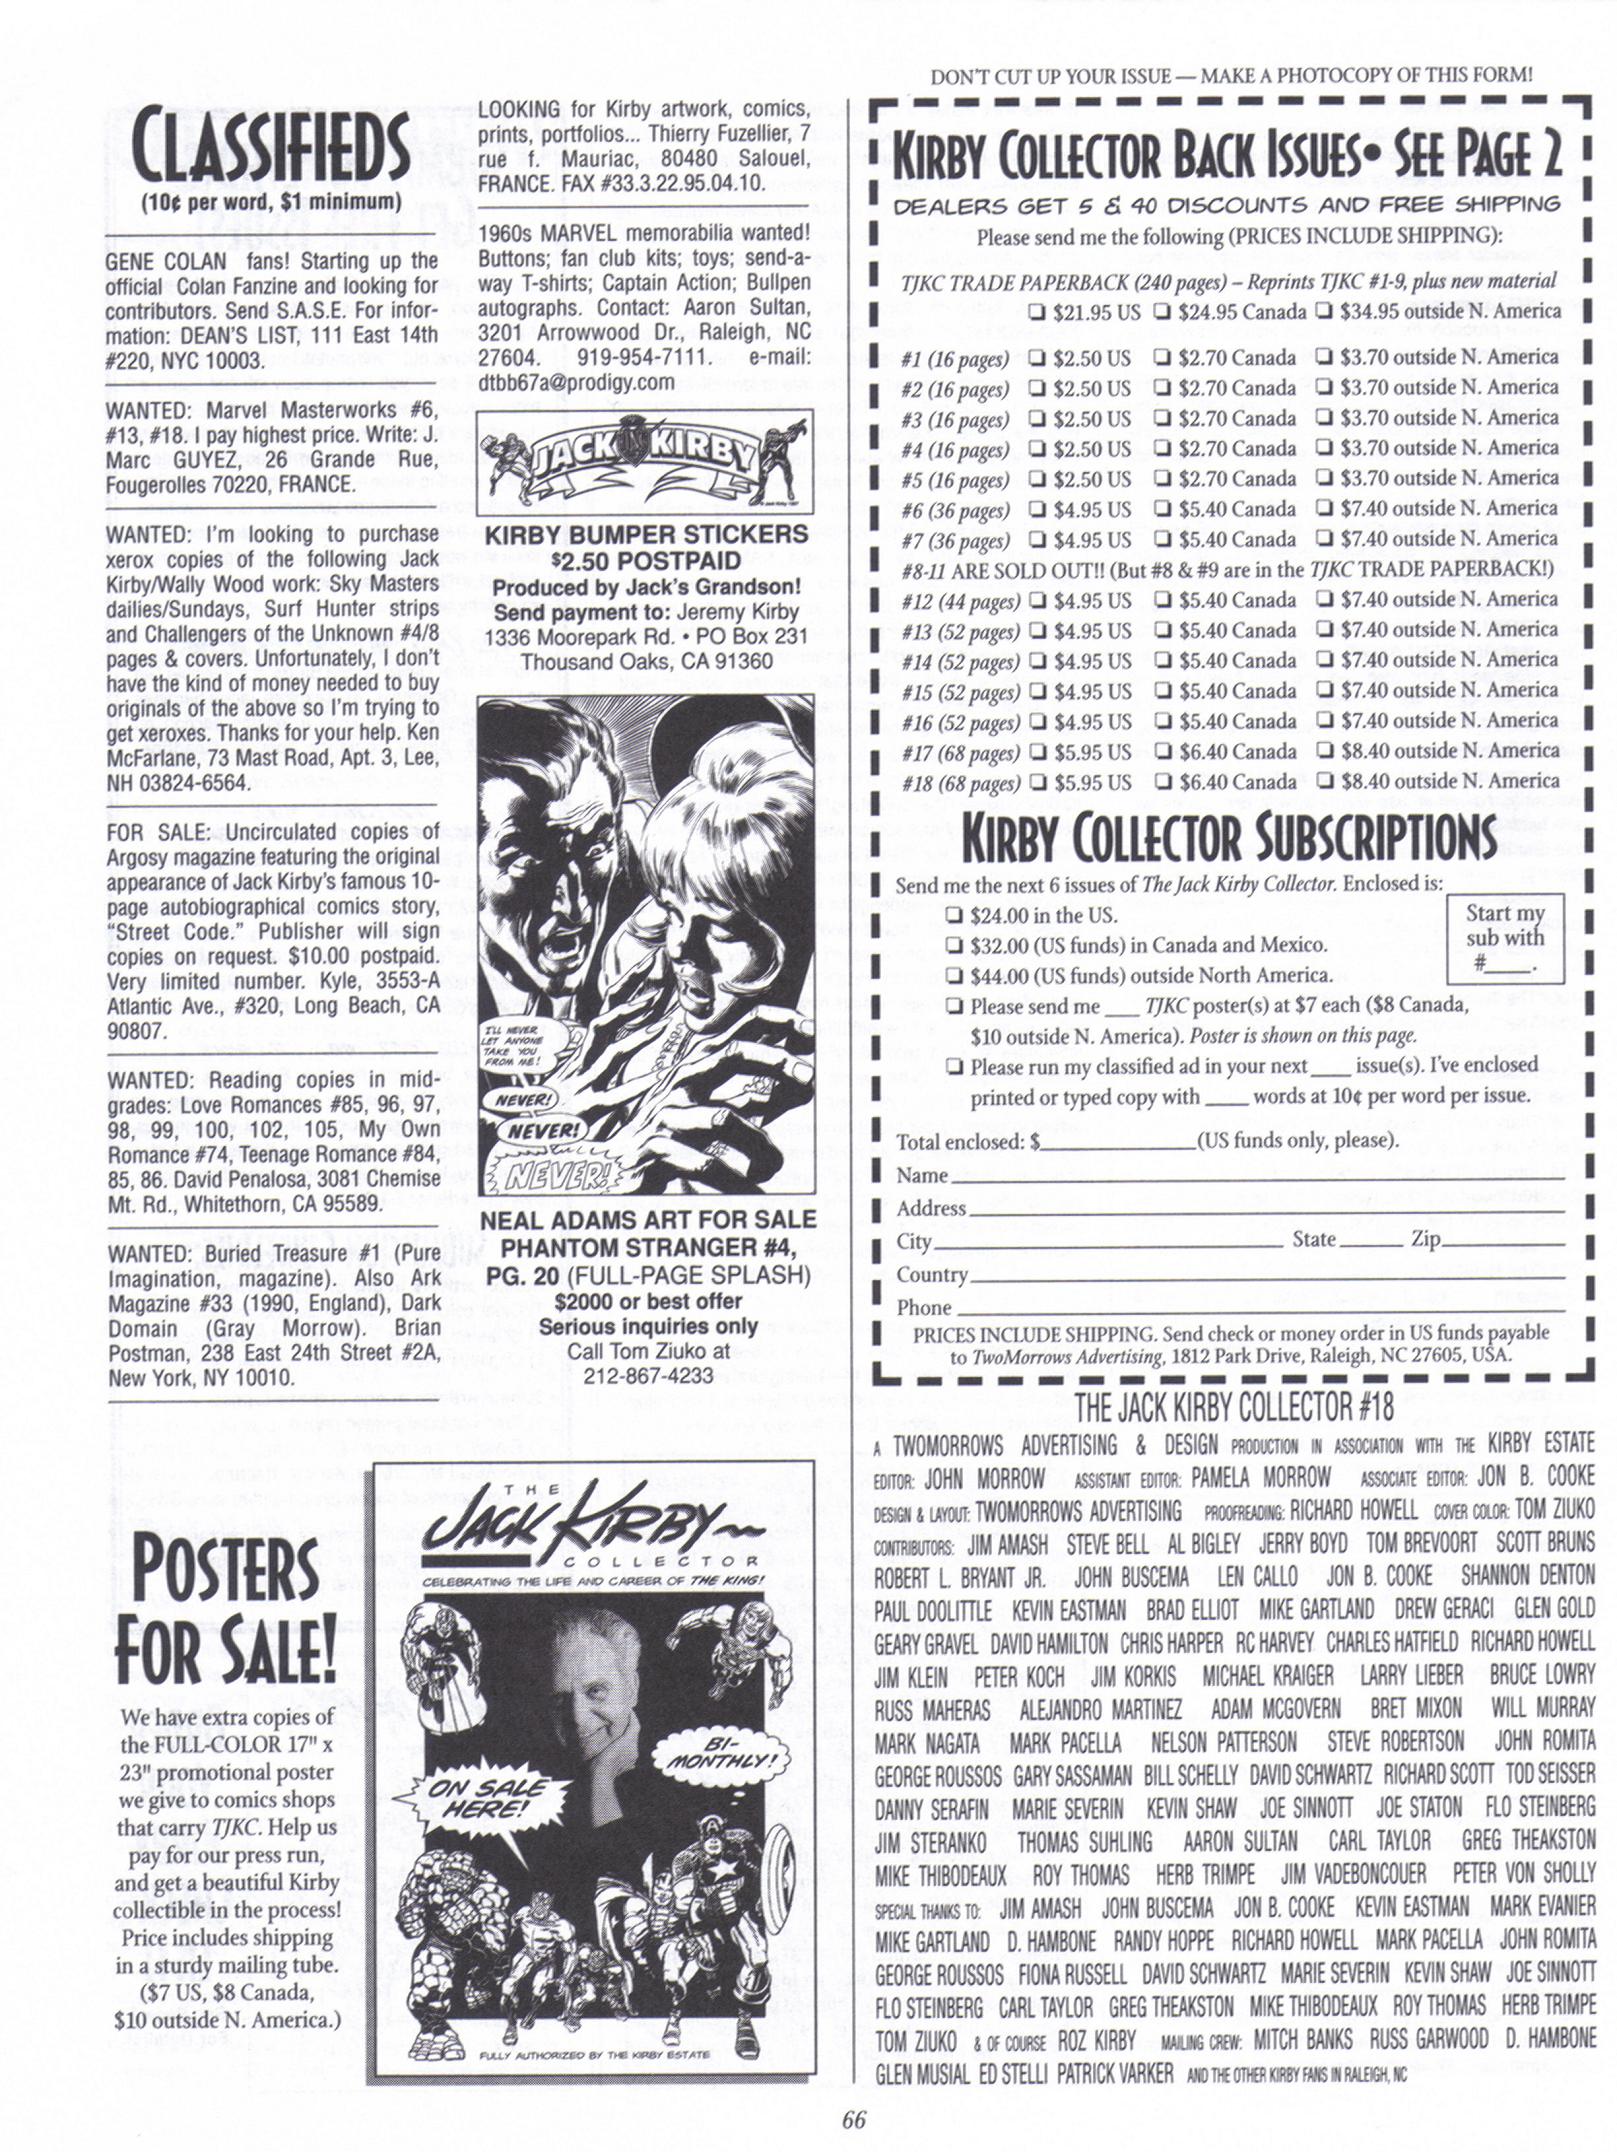 CLASSIFIEDS
(10¢ per word, $1 minimum)
GENE COLAN fans! Starting up the
official Colan Fanzine and looking for
contributors. Send S.A.S.E. For infor-
mation: DEAN'S LIST, 111 East 14th
#220, NYC 10003.
WANTED: Marvel Masterworks #6,
#13, #18. I pay highest price. Write: J.
Marc GUYEZ, 26 Grande Rue,
Fougerolles 70220, FRANCE.
WANTED: I'm looking to purchase
xerox copies of the following Jack
Kirby/Wally Wood work: Sky Masters
dailies/Sundays, Surf Hunter strips
and Challengers of the Unknown #4/8
pages & covers. Unfortunately, I don't
have the kind of money needed to buy
originals of the above so I'm trying to
get xeroxes. Thanks for your help. Ken
McFarlane, 73 Mast Road, Apt. 3, Lee,
NH 03824-6564.
FOR SALE: Uncirculated copies of
Argosy magazine featuring the original
appearance of Jack Kirby's famous 10-
page autobiographical comics story,
"Street Code." Publisher will sign
copies on request. $10.00 postpaid.
Very limited number. Kyle, 3553-A
Atlantic Ave., #320, Long Beach, CA
90807.
WANTED: Reading copies in mid-
grades: Love Romances #85, 96, 97,
98, 99, 100, 102, 105, My Own
Romance #74, Teenage Romance #84,
85, 86. David Penalosa, 3081 Chemise
Mt. Rd., Whitethorn, CA 95589.
WANTED: Buried Treasure #1 (Pure
Imagination, magazine). Also Ark
Magazine #33 (1990, England), Dark
Domain (Gray Morrow). Brian
Postman, 238 East 24th Street #2A,
New York, NY 10010.
LOOKING for Kirby artwork, comics,
prints, portfolios... Thierry Fuzellier, 7
rue f. Mauriac, 80480 Salouel,
FRANCE. FAX #33.3.22.95.04.10.
1960s MARVEL memorabilia wanted!
Buttons; fan club kits; toys; send-a-
way T-shirts; Captain Action; Bullpen
autographs. Contact: Aaron Sultan,
3201 Arrowwood Dr., Raleigh, NC
27604. 919-954-7111. e-mail:
dtbb67a@prodigy.com
JACK KIRBY
KIRBY BUMPER STICKERS
$2.50 POSTPAID
Produced by Jack's Grandson!
Send payment to: Jeremy Kirby
1336 Moorepark Rd. • PO Box 231
Thousand Oaks, CA 91360
I'LL NEVER
LET ANYONE
TAKE YOU
FROM ME!
NEVER!
NEVER!
NEVER!
NEAL ADAMS ART FOR SALE
PHANTOM STRANGER #4,
PG. 20 (FULL-PAGE SPLASH)
$2000 or best offer
Serious inquiries only
Call Tom Ziuko at
212-867-4233
POSTERS
FOR SALE!
We have extra copies of
the FULL-COLOR 17" x
23" promotional poster
we give to comics shops
that carry TJKC. Help us
pay for our press run,
and get a beautiful Kirby
collectible in the process!
Price includes shipping
in a sturdy mailing tube.
($7 US, $8 Canada,
$10 outside N. America.)
THE
JACK KIRBY
COLLECTOR
CELEBRATING THE LIFE AND CAREER OF THE KING!
BI-
MONTHLY!
ON SALE
HERE!
FULLY AUTHORIZED BY THE KIRBY ESTATE
DON'T CUT UP YOUR ISSUE — MAKE A PHOTOCOPY OF THIS FORM!
KIRBY COLLECTOR BACK ISSUES• SEE PAGE 2
DEALERS GET 5 & 40 DISCOUNTS AND FREE SHIPPING
Please send me the following (PRICES INCLUDE SHIPPING):
TJKC TRADE PAPERBACK (240 pages) – Reprints TJKC #1-9, plus new material
❏ $21.95 US ❏ $24.95 Canada ❏ $34.95 outside N. America
#1 (16 pages) ❏ $2.50 US ❏ $2.70 Canada ❏ $3.70 outside N. America
#2 (16 pages) ❏ $2.50 US ❏ $2.70 Canada ❏ $3.70 outside N. America
#3 (16 pages) ❏ $2.50 US ❏ $2.70 Canada ❏ $3.70 outside N. America
#4 (16 pages) ❏ $2.50 US ❏ $2.70 Canada ❏ $3.70 outside N. America
#5 (16 pages) ❏ $2.50 US ❏ $2.70 Canada ❏ $3.70 outside N. America
#6 (36 pages) ❏ $4.95 US ❏ $5.40 Canada ❏ $7.40 outside N. America
#7 (36 pages) ❏ $4.95 US ❏ $5.40 Canada ❏ $7.40 outside N. America
#8-11 ARE SOLD OUT!! (But #8 & #9 are in the TJKC TRADE PAPERBACK!)
#12 (44 pages) ❏ $4.95 US ❏ $5.40 Canada ❏ $7.40 outside N. America
#13 (52 pages) ❏ $4.95 US ❏ $5.40 Canada ❏ $7.40 outside N. America
#14 (52 pages) ❏ $4.95 US ❏ $5.40 Canada ❏ $7.40 outside N. America
#15 (52 pages) ❏ $4.95 US ❏ $5.40 Canada ❏ $7.40 outside N. America
#16 (52 pages) ❏ $4.95 US ❏ $5.40 Canada ❏ $7.40 outside N. America
#17 (68 pages) ❏ $5.95 US ❏ $6.40 Canada ❏ $8.40 outside N. America
#18 (68 pages) ❏ $5.95 US ❏ $6.40 Canada ❏ $8.40 outside N. America
KIRBY COLLECTOR SUBSCRIPTIONS
Send me the next 6 issues of The Jack Kirby Collector. Enclosed is:
❏ $24.00 in the US.
❏ $32.00 (US funds) in Canada and Mexico.
❏ $44.00 (US funds) outside North America.
Start my
sub with
#____.
❏ Please send me ___ TJKC poster(s) at $7 each ($8 Canada,
$10 outside N. America). Poster is shown on this page.
❏ Please run my classified ad in your next ____ issue(s). I've enclosed
printed or typed copy with ____ words at 10¢ per word per issue.
Total enclosed: $______________(US funds only, please).
Name
Address
City State Zip
Country
Phone
PRICES INCLUDE SHIPPING. Send check or money order in US funds payable
to TwoMorrows Advertising, 1812 Park Drive, Raleigh, NC 27605, USA.
THE JACK KIRBY COLLECTOR #18
A TWOMORROWS ADVERTISING & DESIGN PRODUCTION IN ASSOCIATION WITH THE KIRBY ESTATE
EDITOR: JOHN MORROW ASSISTANT EDITOR: PAMELA MORROW ASSOCIATE EDITOR: JON B. COOKE
DESIGN & LAYOUT: TWOMORROWS ADVERTISING PROOFREADING: RICHARD HOWELL COVER COLOR: TOM ZIUKO
CONTRIBUTORS: JIM AMASH STEVE BELL AL BIGLEY JERRY BOYD TOM BREVOORT SCOTT BRUNS
ROBERT L. BRYANT JR. JOHN BUSCEMA LEN CALLO JON B. COOKE SHANNON DENTON
PAUL DOOLITTLE KEVIN EASTMAN BRAD ELLIOT MIKE GARTLAND DREW GERACI GLEN GOLD
GEARY GRAVEL DAVID HAMILTON CHRIS HARPER RC HARVEY CHARLES HATFIELD RICHARD HOWELL
JIM KLEIN PETER KOCH JIM KORKIS MICHAEL KRAIGER LARRY LIEBER BRUCE LOWRY
RUSS MAHERAS ALEJANDRO MARTINEZ ADAM MCGOVERN BRET MIXON WILL MURRAY
MARK NAGATA MARK PACELLA NELSON PATTERSON STEVE ROBERTSON JOHN ROMITA
GEORGE ROUSSOS GARY SASSAMAN BILL SCHELLY DAVID SCHWARTZ RICHARD SCOTT TOD SEISSER
DANNY SERAFIN MARIE SEVERIN KEVIN SHAW JOE SINNOTT JOE STATON FLO STEINBERG
JIM STERANKO THOMAS SUHLING AARON SULTAN CARL TAYLOR GREG THEAKSTON
MIKE THIBODEAUX ROY THOMAS HERB TRIMPE JIM VADEBONCOUER PETER VON SHOLLY
SPECIAL THANKS TO: JIM AMASH JOHN BUSCEMA JON B. COOKE KEVIN EASTMAN MARK EVANIER
MIKE GARTLAND D. HAMBONE RANDY HOPPE RICHARD HOWELL MARK PACELLA JOHN ROMITA
GEORGE ROUSSOS FIONA RUSSELL DAVID SCHWARTZ MARIE SEVERIN KEVIN SHAW JOE SINNOTT
FLO STEINBERG CARL TAYLOR GREG THEAKSTON MIKE THIBODEAUX ROY THOMAS HERB TRIMPE
TOM ZIUKO & OF COURSE ROZ KIRBY MAILING CREW: MITCH BANKS RUSS GARWOOD D. HAMBONE
GLEN MUSIAL ED STELLI PATRICK VARKER AND THE OTHER KIRBY FANS IN RALEIGH, NC
66